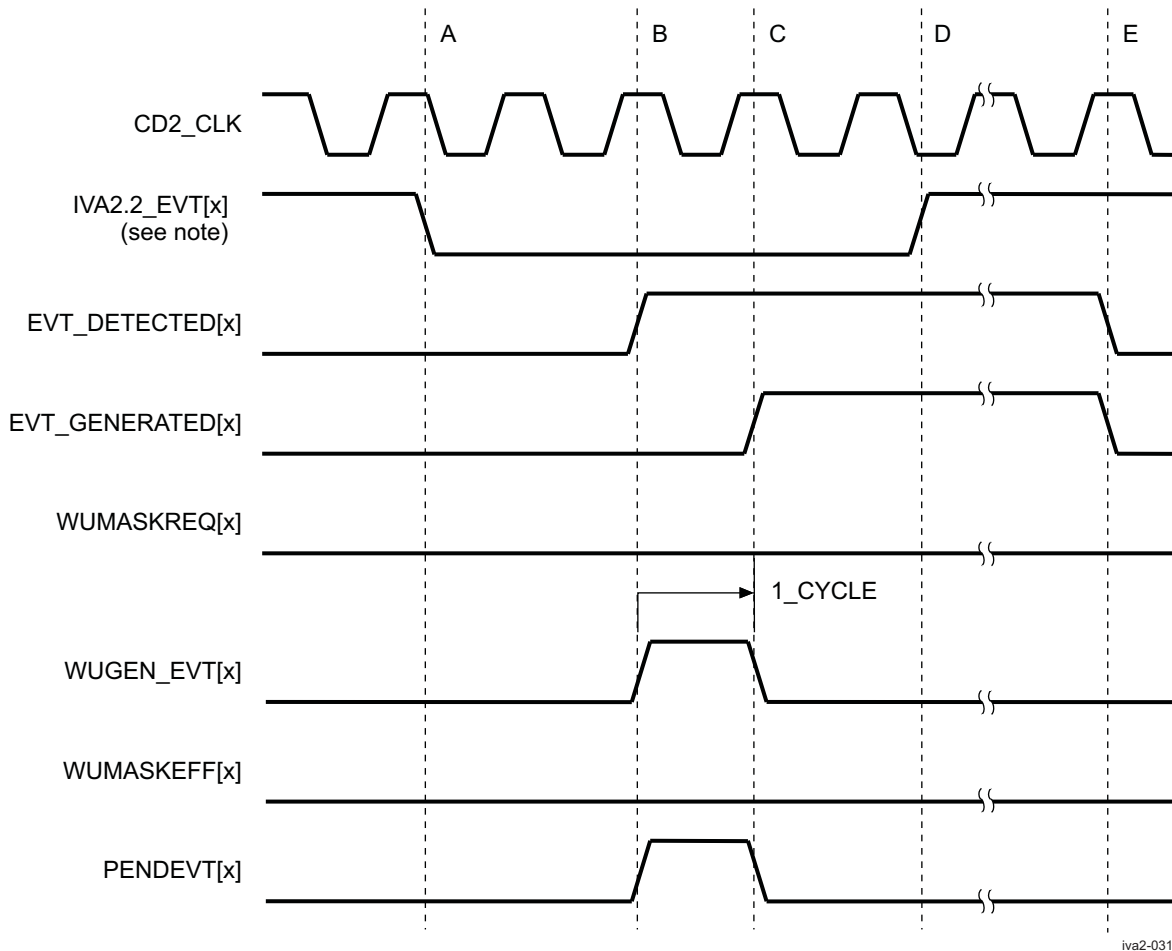 A
B
C
D
E
CD2_CLK
IVA2.2_EVT[x]
(see note)
EVT_DETECTED[x]
EVT_GENERATED[x]
WUMASKREQ[x]
1_CYCLE
WUGEN_EVT[x]
WUMASKEFF[x]
PENDEVT[x]
iva2-031